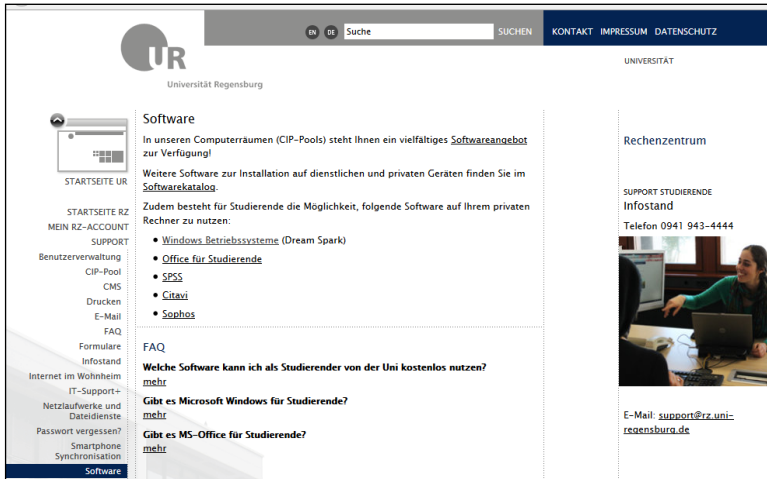 EN DE Suche SUCHEN
KONTAKT IMPRESSUM DATENSCHUTZ
UR
Universität Regensburg
UNIVERSITÄT
STARTSEITE UR
STARTSEITE RZ
MEIN RZ-ACCOUNT
SUPPORT
Benutzerverwaltung
CIP-Pool
CMS
Drucken
E-Mail
FAQ
Formulare
Infostand
Internet im Wohnheim
IT-Support+
Netzlaufwerke und
Dateidienste
Passwort vergessen?
Smartphone
Synchronisation
Software
Software
In unseren Computerräumen (CIP-Pools) steht Ihnen ein vielfältiges Softwareangebot
zur Verfügung!
Weitere Software zur Installation auf dienstlichen und privaten Geräten finden Sie im
Softwarekatalog.
Zudem besteht für Studierende die Möglichkeit, folgende Software auf Ihrem privaten
Rechner zu nutzen:
• Windows Betriebssysteme (Dream Spark)
• Office für Studierende
• SPSS
• Citavi
• Sophos
FAQ
Welche Software kann ich als Studierender von der Uni kostenlos nutzen?
mehr
Gibt es Microsoft Windows für Studierende?
mehr
Gibt es MS-Office für Studierende?
mehr
Rechenzentrum
SUPPORT STUDIERENDE
Infostand
Telefon 0941 943-4444
E-Mail: support@rz.uni-
regensburg.de